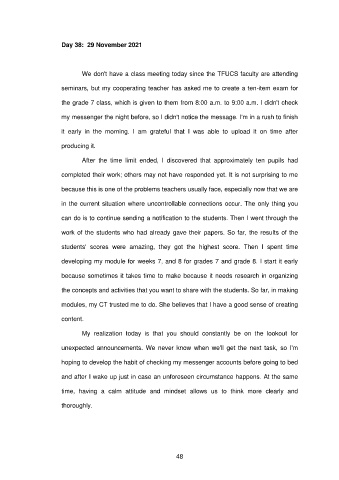 Day 38:  29 November 2021
We don't have a class meeting today since the TFUCS faculty are attending
seminars, but my cooperating teacher has asked me to create a ten-item exam for
the grade 7 class, which is given to them from 8:00 a.m. to 9:00 a.m. I didn't check
my messenger the night before, so I didn't notice the message. I'm in a rush to finish
it early in the morning. I am grateful that I was able to upload it on time after
producing it.
After the time limit ended, I discovered that approximately ten pupils had
completed their work; others may not have responded yet. It is not surprising to me
because this is one of the problems teachers usually face, especially now that we are
in the current situation where uncontrollable connections occur. The only thing you
can do is to continue sending a notification to the students. Then I went through the
work of the students who had already gave their papers. So far, the results of the
students' scores were amazing, they got the highest score. Then I spent time
developing my module for weeks 7, and 8 for grades 7 and grade 8. I start it early
because sometimes it takes time to make because it needs research in organizing
the concepts and activities that you want to share with the students. So far, in making
modules, my CT trusted me to do. She believes that I have a good sense of creating
content.
My realization today is that you should constantly be on the lookout for
unexpected announcements. We never know when we'll get the next task, so I'm
hoping to develop the habit of checking my messenger accounts before going to bed
and after I wake up just in case an unforeseen circumstance happens. At the same
time, having a calm attitude and mindset allows us to think more clearly and
thoroughly.
48